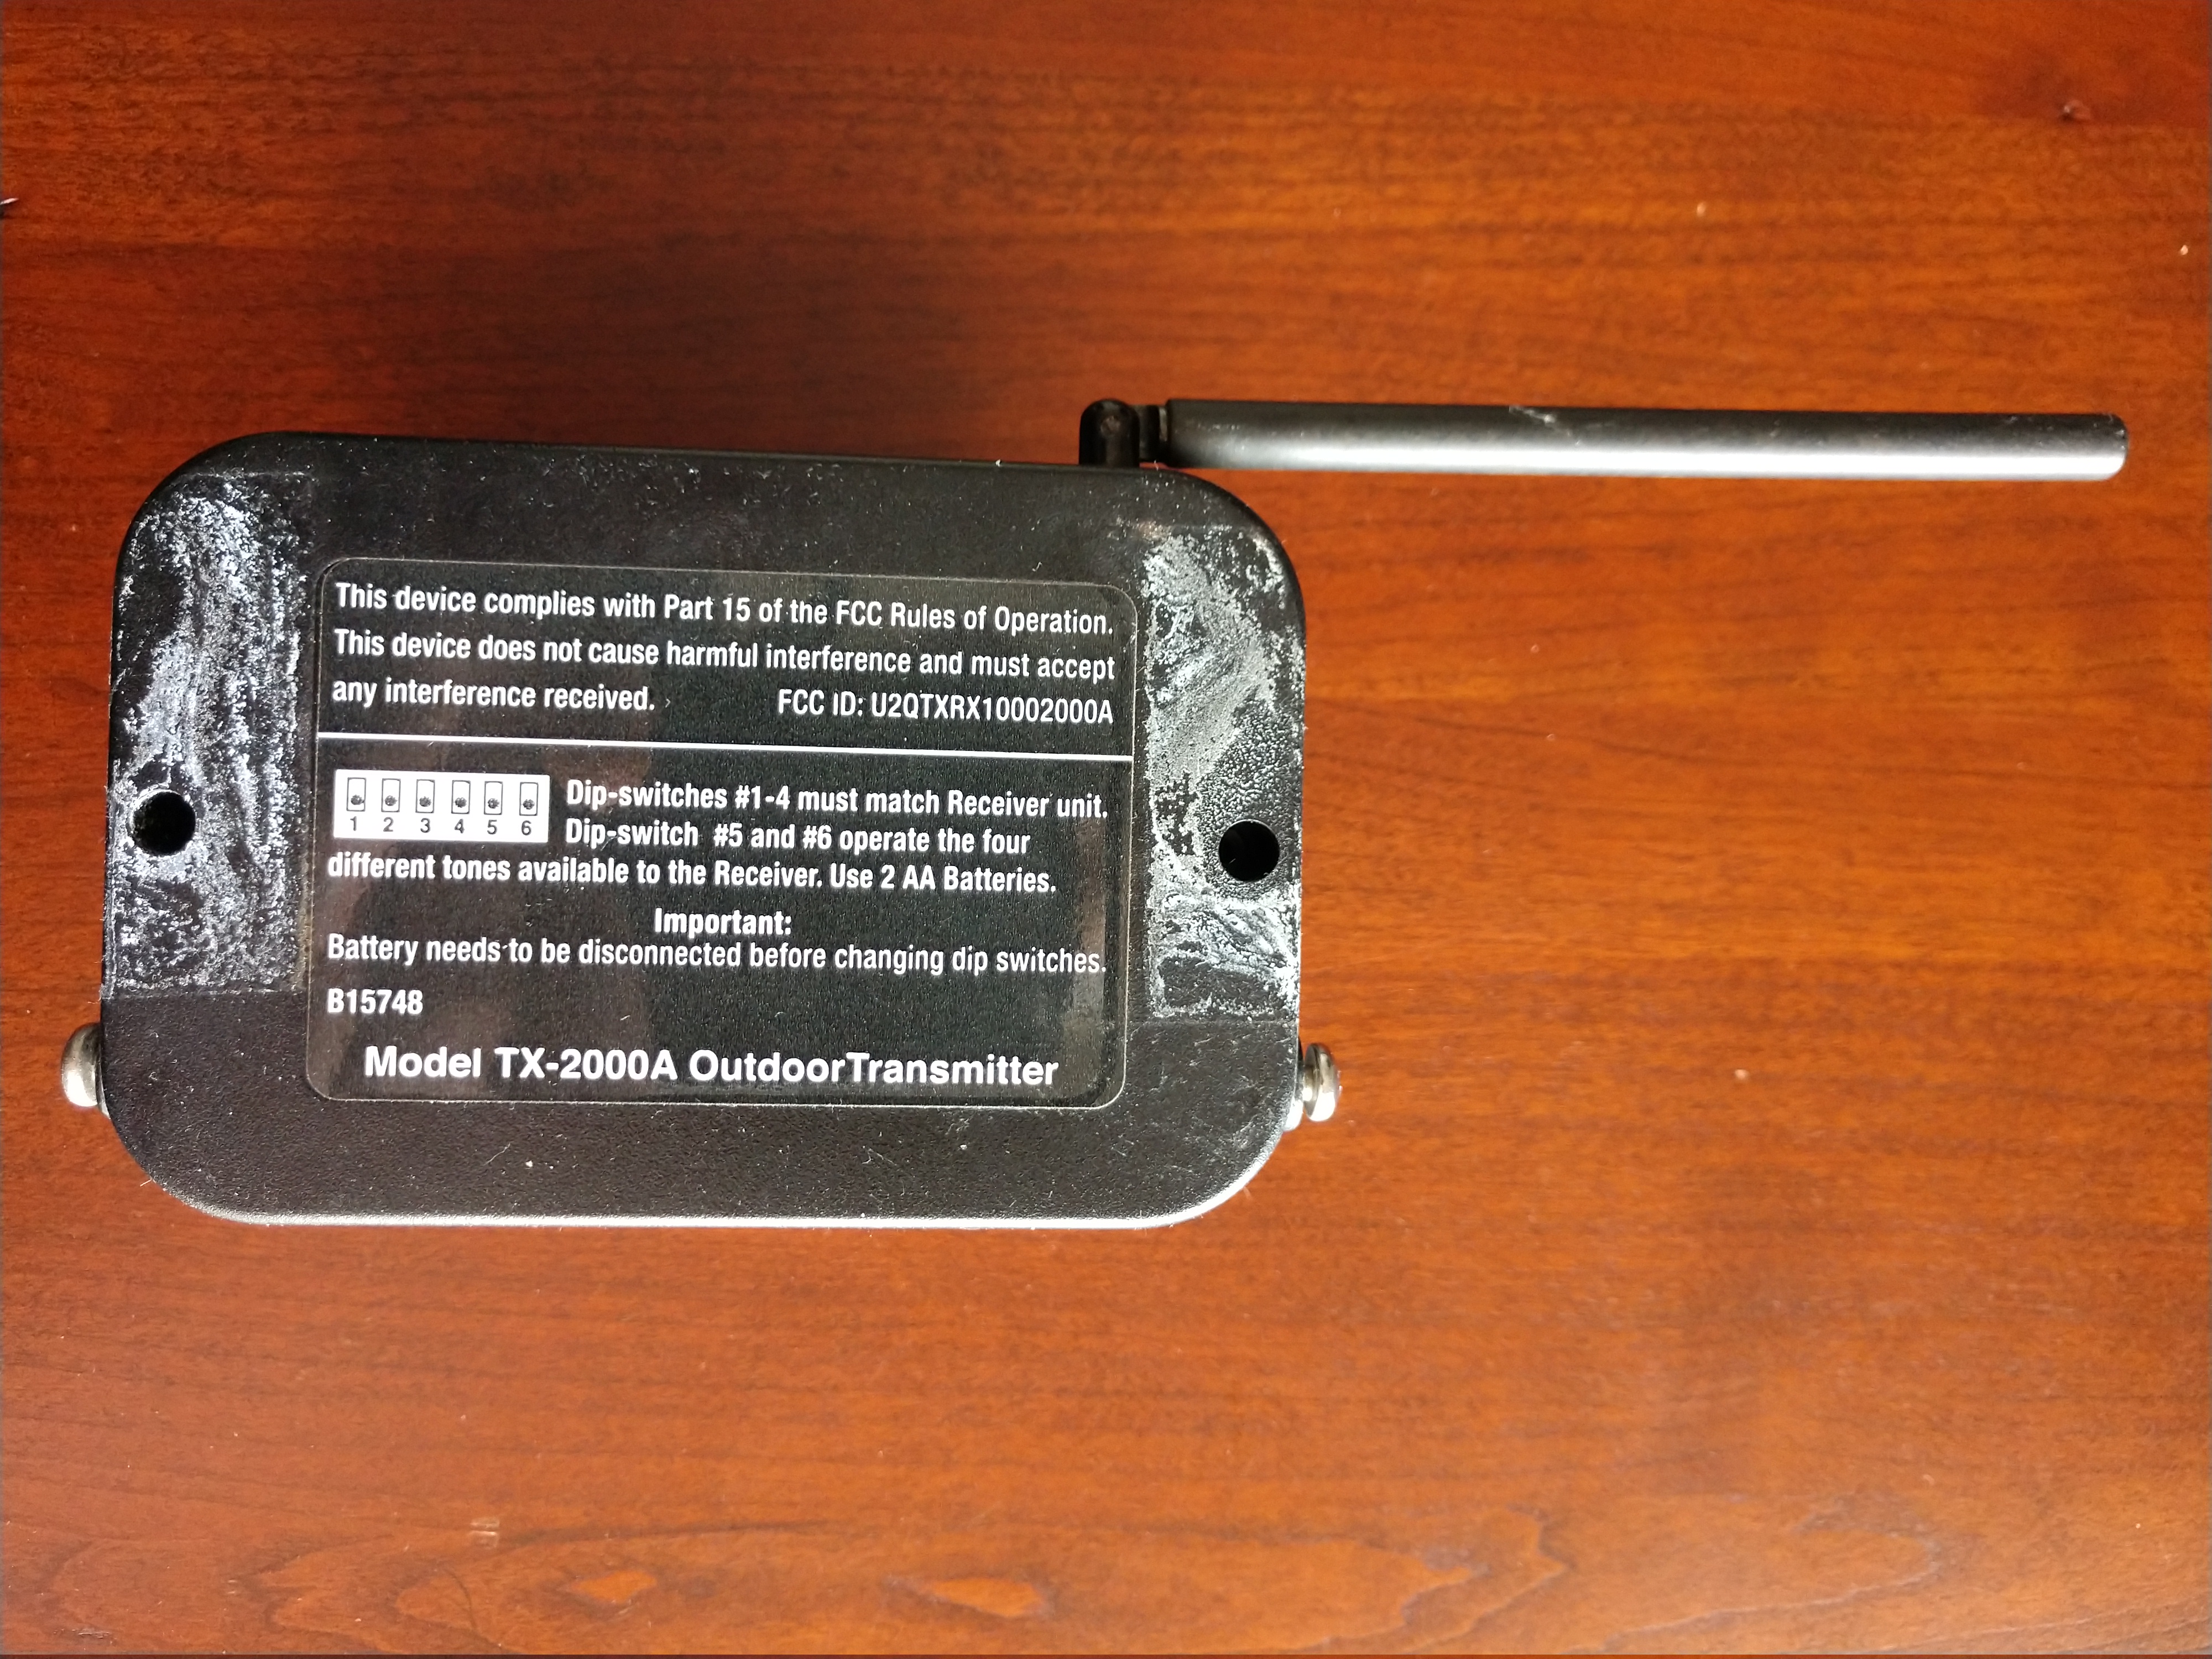 This device complies with Part 15 of the FCC Rules of Operation.
This device does not cause harmful interference and must accept
any interference received. FCC ID: U2QTXRX10002000A
1 2 3 4 5 6
Dip-switches #1-4 must match Receiver unit.
Dip-switch #5 and #6 operate the four
different tones available to the Receiver. Use 2 AA Batteries.
Important:
Battery needs to be disconnected before changing dip switches.
B15748
Model TX-2000A OutdoorTransmitter